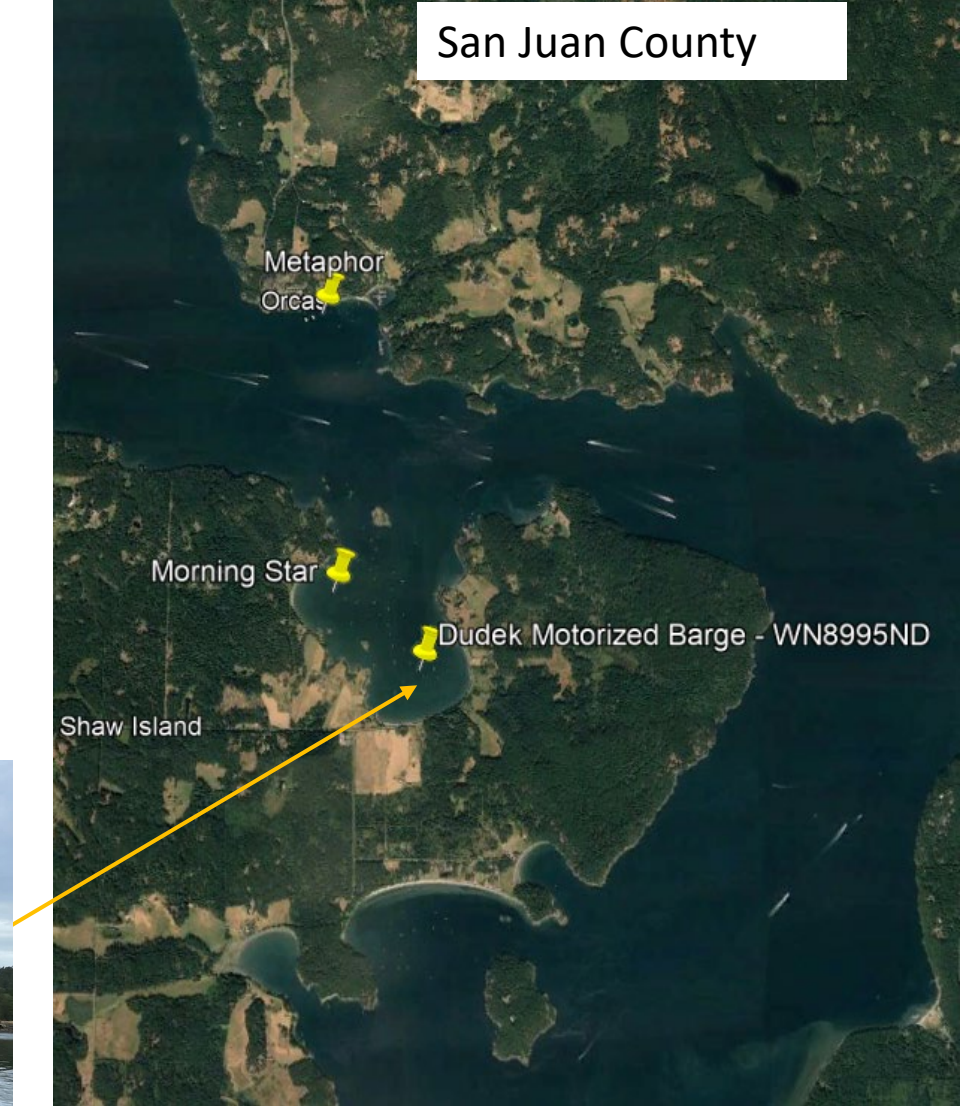 San Juan County
Metaphor
Orcas
Morning Star
Dudek Motorized Barge - WN8995ND
Shaw Island